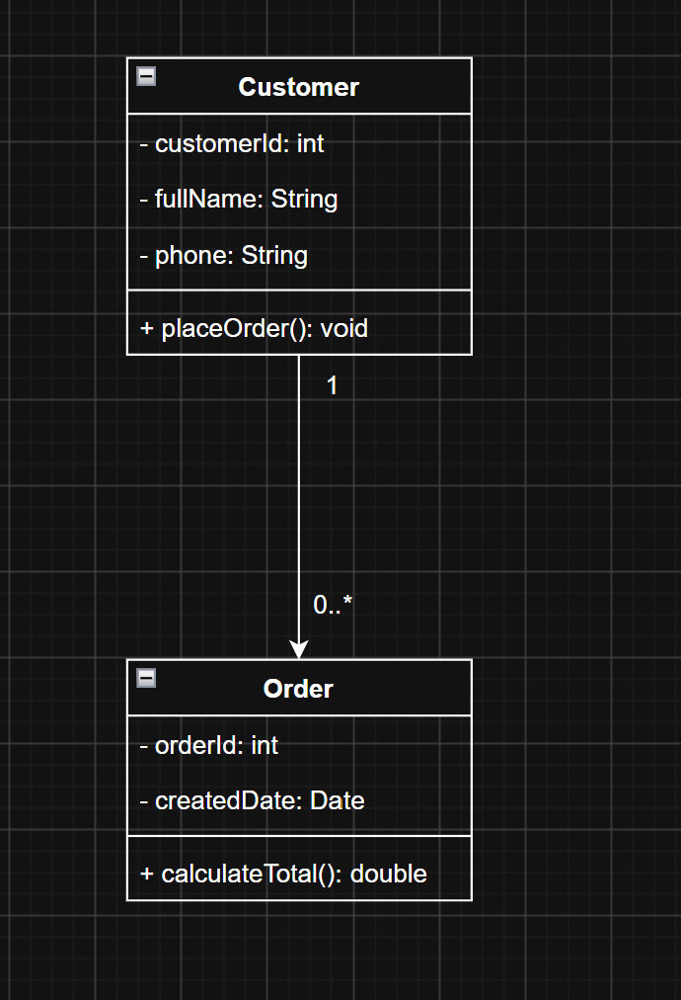 Customer
- customerId: int
- fullName: String
- phone: String
+ placeOrder(): void
1
0..*
Order
- orderId: int
- createdDate: Date
+ calculateTotal(): double